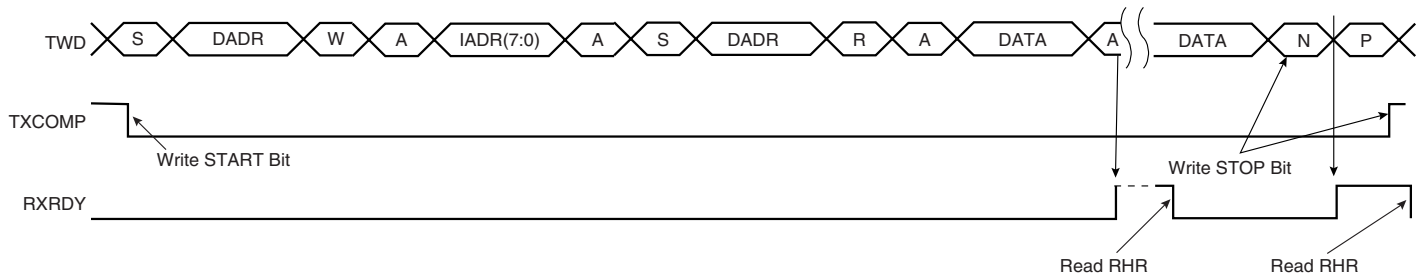 TWD S DADR W A IADR(7:0) A S DADR R A DATA A DATA N P
TXCOMP
Write START Bit
Write STOP Bit
RXRDY
Read RHR Read RHR